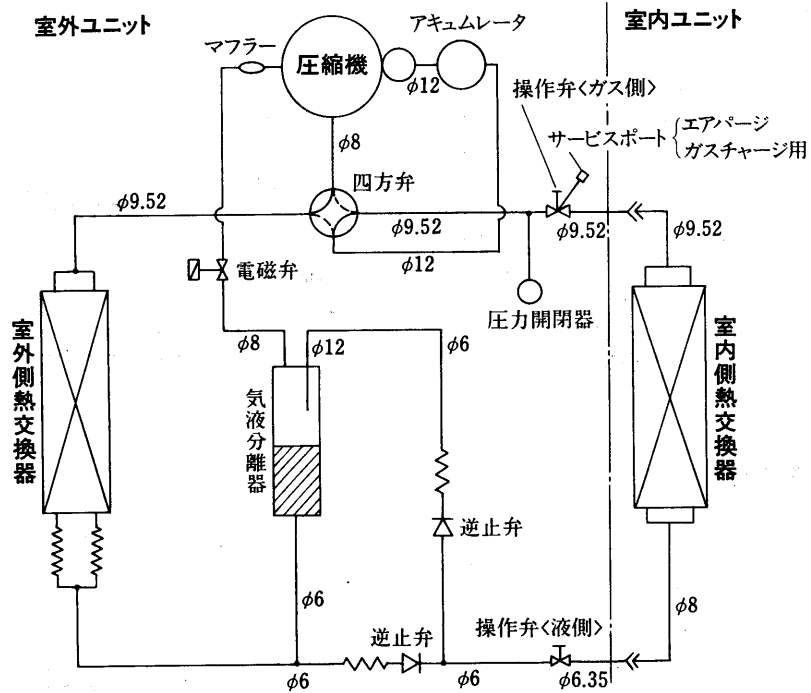 室外ユニット
室内ユニット
アキュムレータ
マフラー
圧縮機
φ12
操作弁<ガス側>
サービスポート
エアパージ
ガスチャージ用
φ8
四方弁
φ9.52
φ9.52
φ9.52
φ9.52
φ12
電磁弁
圧力開閉器
φ8
φ12
φ6
室外側熱交換器
気液分離器
室内側熱交換器
逆止弁
φ6
φ8
逆止弁
操作弁<液側>
φ6
φ6
φ6.35